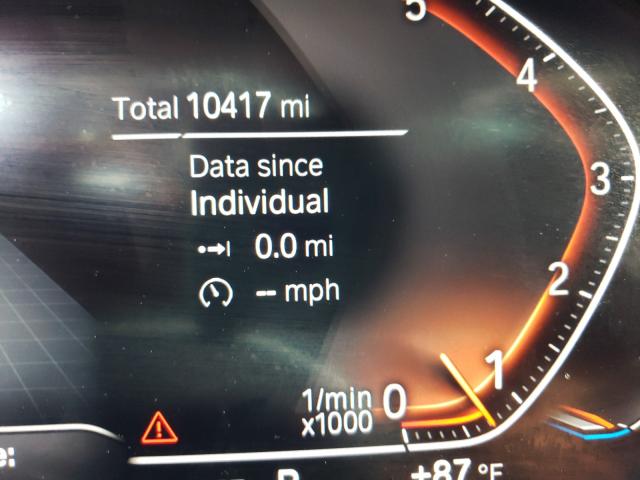 5
4
Total 10417 mi
Data since
3
Individual
0.0 mi
2
-- mph
1
1/min 0
x1000
e:
+87 °F